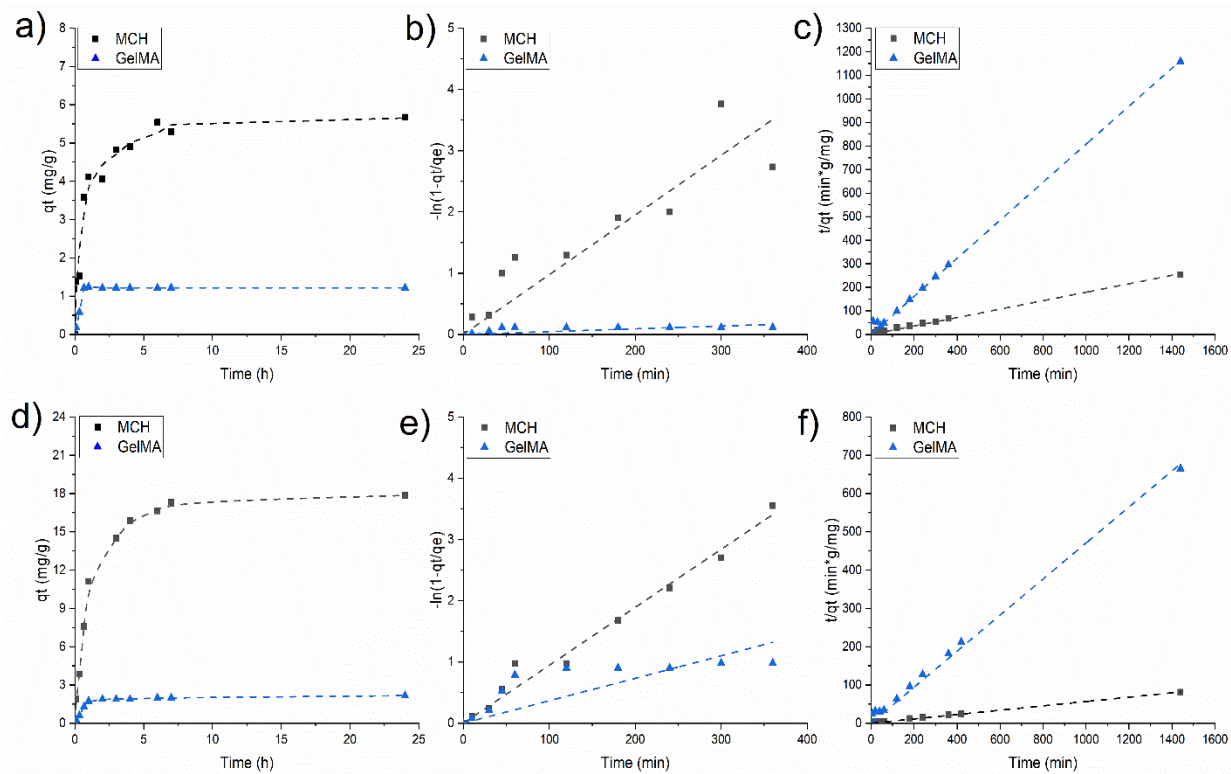 a)
MCH
GelMA
8
7
6
5
4
3
2
1
0
qt (mg/g)
0 5 10 15 20 25
Time (h)
b)
MCH
GelMA
5
4
3
2
1
0
-ln(1-qt/qe)
0 100 200 300 400
Time (min)
c)
MCH
GelMA
1300
1200
1100
1000
900
800
700
600
500
400
300
200
100
0
t/qt (min*g/mg)
0 200 400 600 800 1000 1200 1400 1600
Time (min)
d)
MCH
GelMA
24
21
18
15
12
9
6
3
0
qt (mg/g)
0 5 10 15 20 25
Time (h)
e)
MCH
GelMA
5
4
3
2
1
0
-ln(1-qt/qe)
0 100 200 300 400
Time (min)
f)
MCH
GelMA
800
700
600
500
400
300
200
100
0
t/qt (min*g/mg)
0 200 400 600 800 1000 1200 1400 1600
Time (min)